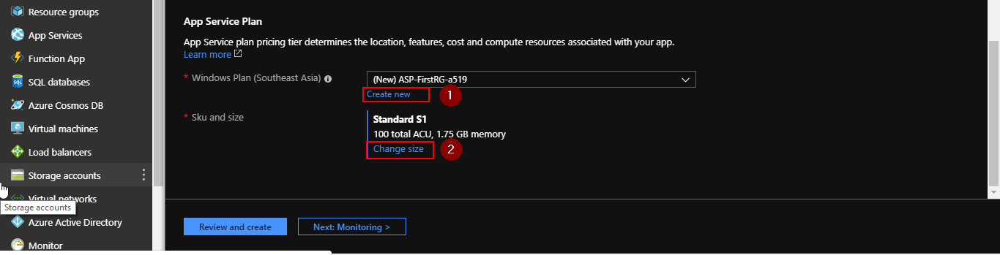 Resource groups
App Services
Function App
SQL databases
Azure Cosmos DB
Virtual machines
Load balancers
Storage accounts
Virtual networks
Storage accounts
Azure Active Directory
Monitor
App Service Plan
App Service plan pricing tier determines the location, features, cost and compute resources associated with your app.
Learn more
* Windows Plan (Southeast Asia)
(New) ASP-FirstRG-a519
Create new
1
* Sku and size
Standard S1
100 total ACU, 1.75 GB memory
Change size
2
Review and create
Next: Monitoring >